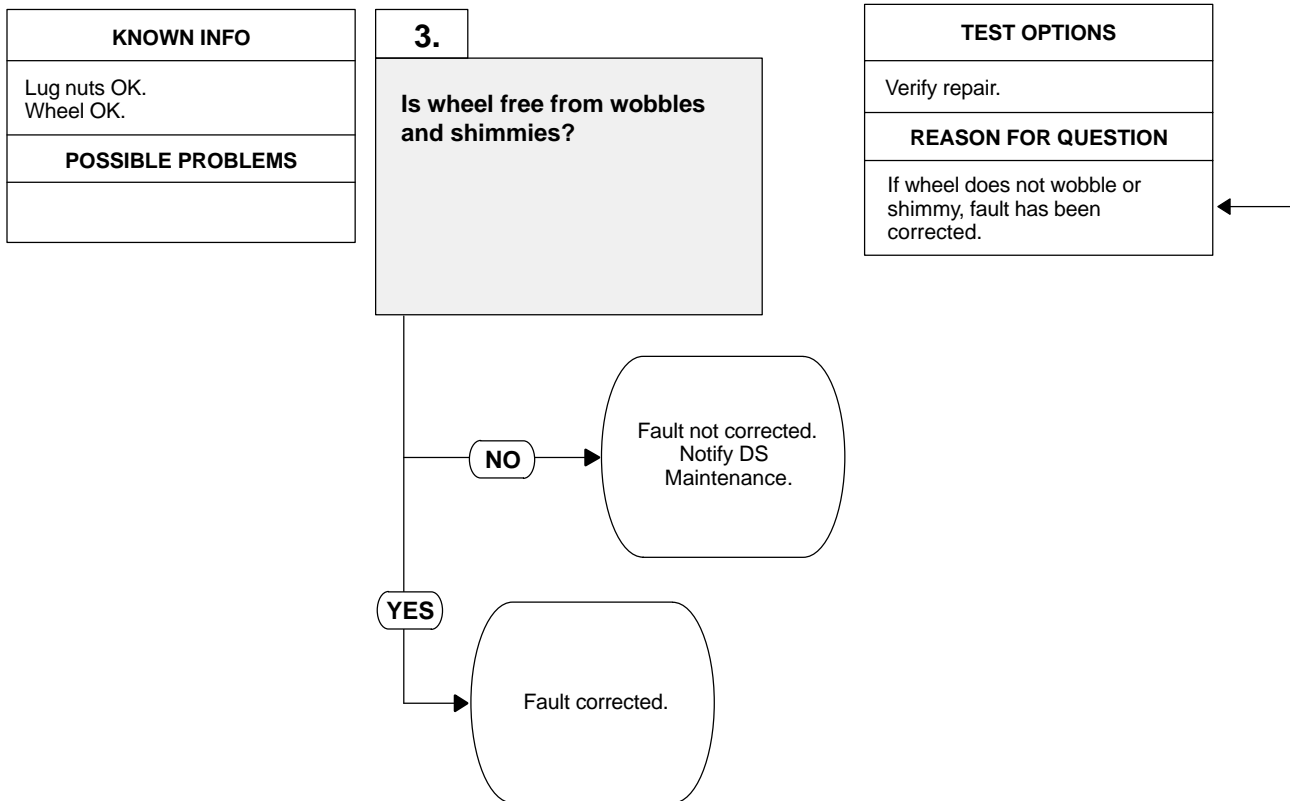 KNOWN INFO
Lug nuts OK.
Wheel OK.
POSSIBLE PROBLEMS
3.
Is wheel free from wobbles
and shimmies?
TEST OPTIONS
Verify repair.
REASON FOR QUESTION
If wheel does not wobble or
shimmy, fault has been
corrected.
NO
Fault not corrected.
Notify DS
Maintenance.
YES
Fault corrected.